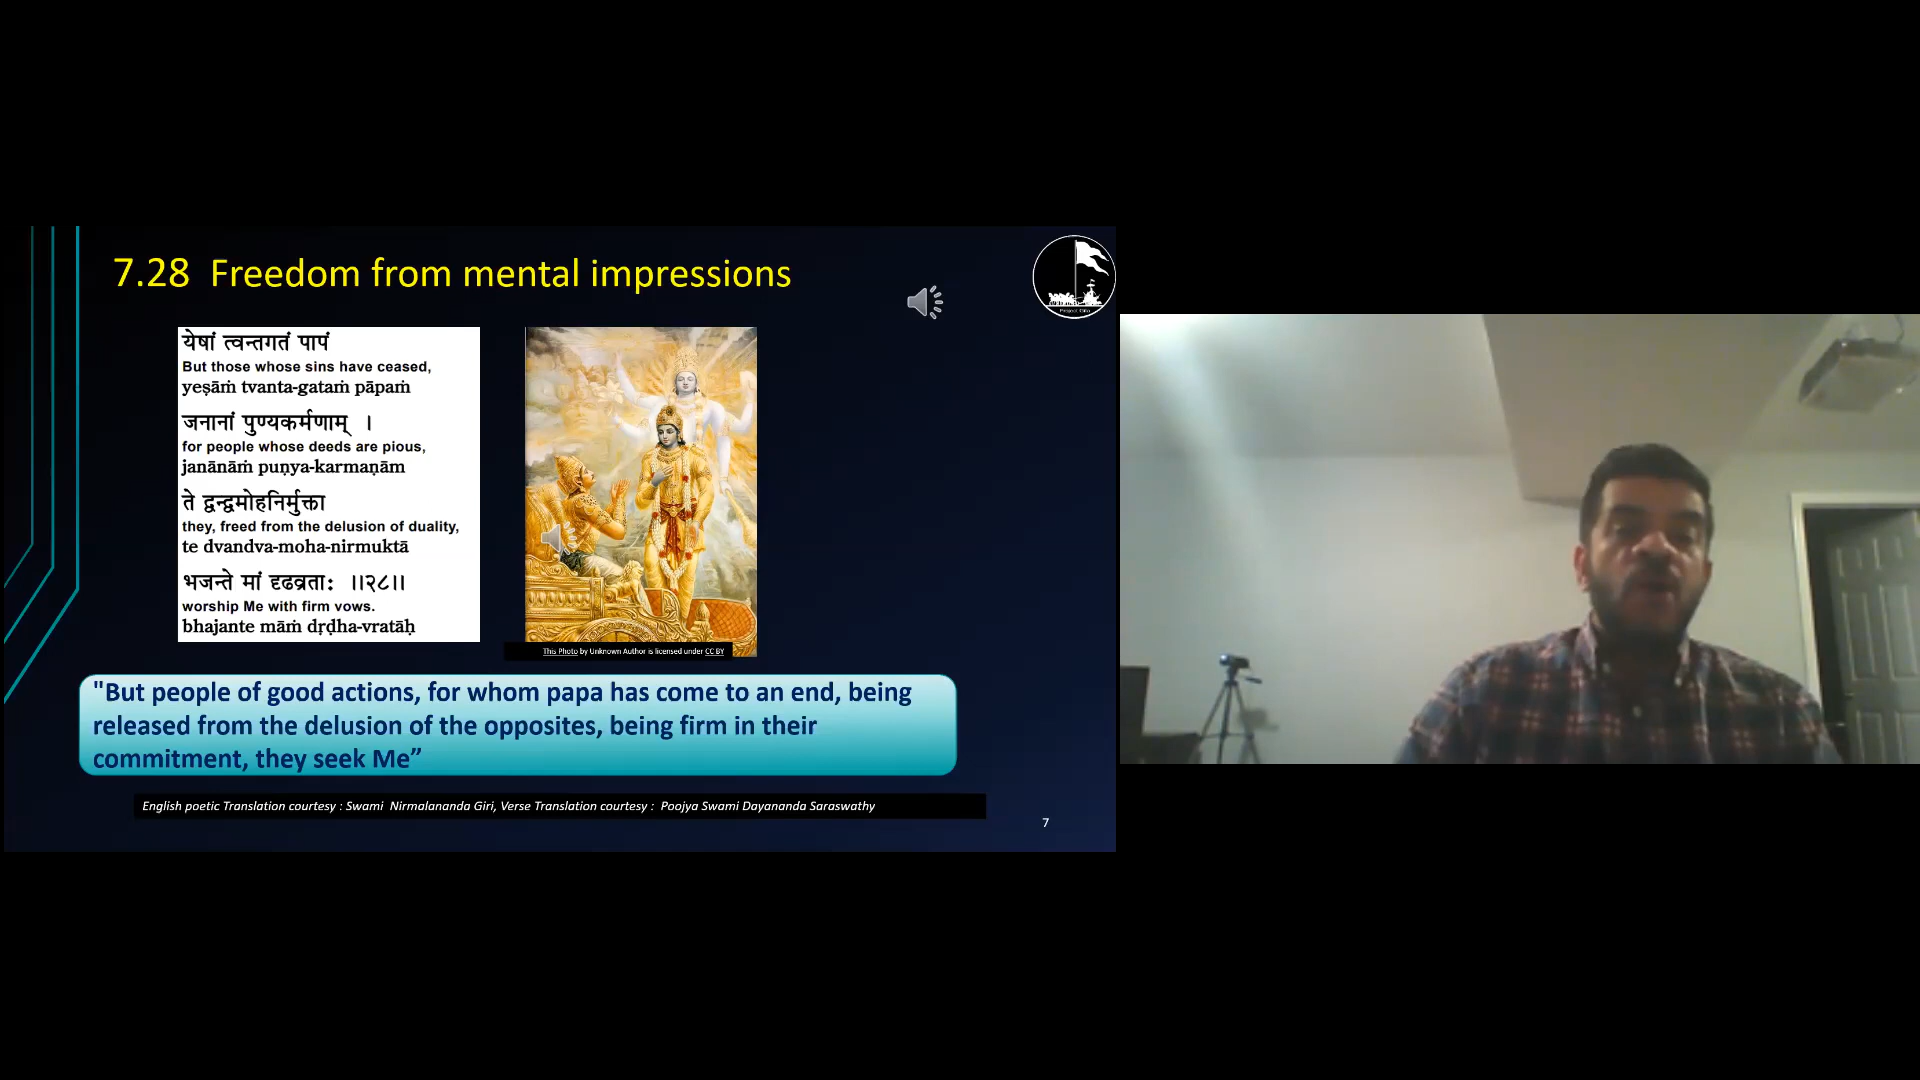 7.28 Freedom from mental impressions
येषां त्वन्तगतं पापं
But those whose sins have ceased,
yeṣāṁ tvanta-gataṁ pāpaṁ
जनानां पुण्यकर्मणाम् ।
for people whose deeds are pious,
janānāṁ puṇya-karmaṇām
ते द्वन्द्वमोहनिर्मुक्ता
they, freed from the delusion of duality,
te dvandva-moha-nirmuktā
भजन्ते मां दृढव्रताः ॥२८॥
worship Me with firm vows.
bhajante māṁ dṛḍha-vratāḥ
This Photo by Unknown Author is licensed under CC BY
"But people of good actions, for whom papa has come to an end, being
released from the delusion of the opposites, being firm in their
commitment, they seek Me”
English poetic Translation courtesy : Swami Nirmalananda Giri, Verse Translation courtesy : Poojya Swami Dayananda Saraswathy
7
Project Gita